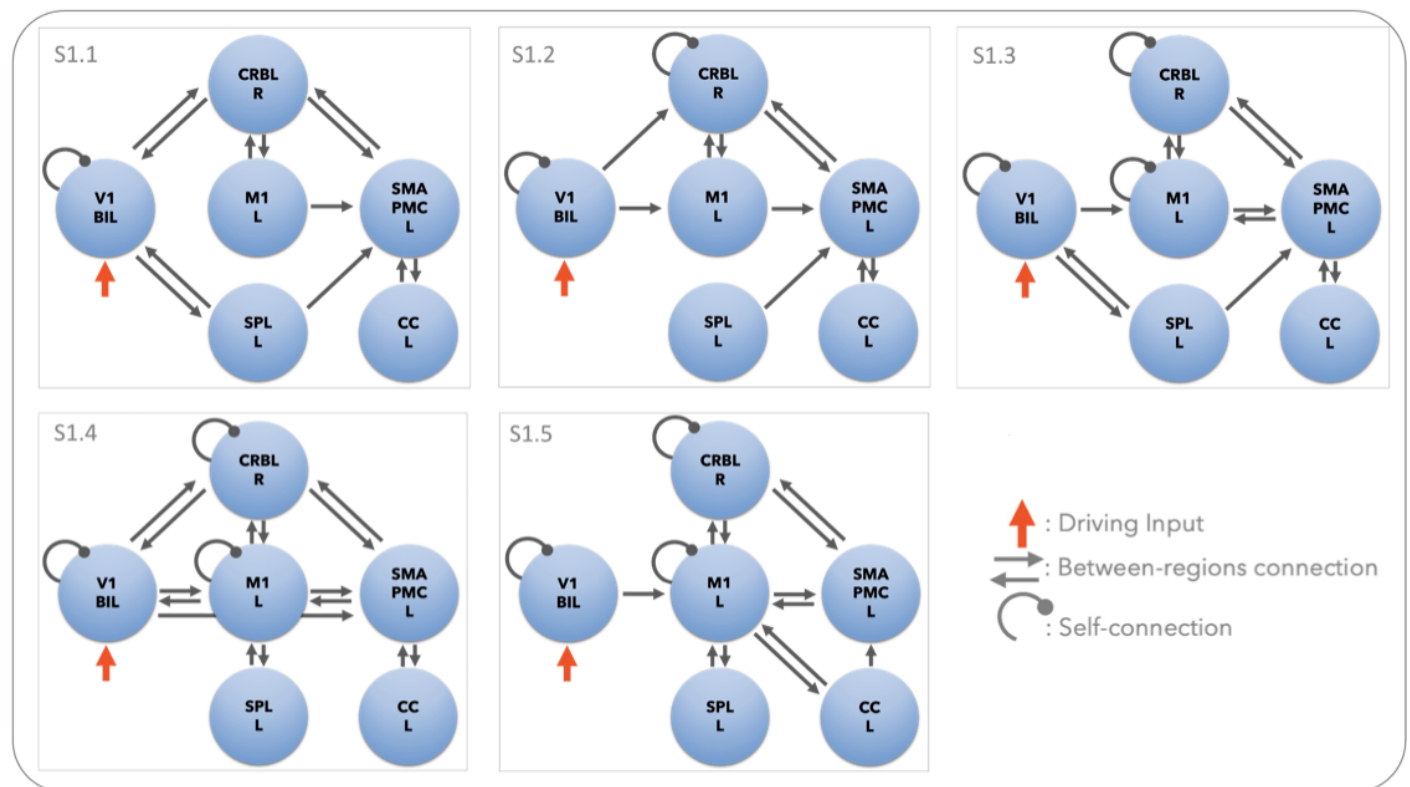 S1.1
CRBL
R
V1
BIL
M1
L
SMA
PMC
L
SPL
L
CC
L
S1.2
CRBL
R
V1
BIL
M1
L
SMA
PMC
L
SPL
L
CC
L
S1.3
CRBL
R
V1
BIL
M1
L
SMA
PMC
L
SPL
L
CC
L
S1.4
CRBL
R
V1
BIL
M1
L
SMA
PMC
L
SPL
L
CC
L
S1.5
CRBL
R
V1
BIL
M1
L
SMA
PMC
L
SPL
L
CC
L
: Driving Input
: Between-regions connection
: Self-connection